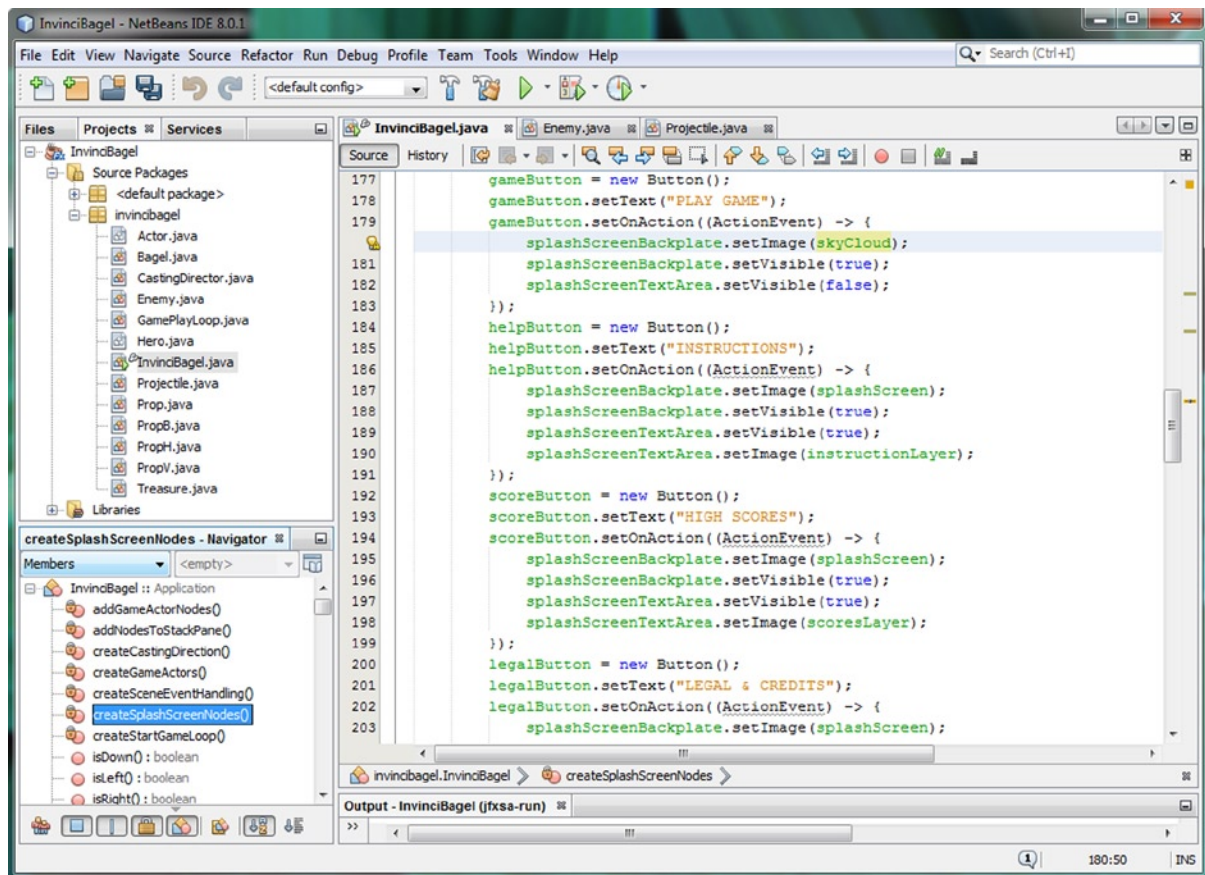 InvinciBagel - NetBeans IDE 8.0.1
File Edit View Navigate Source Refactor Run Debug Profile Team Tools Window Help
Search (Ctrl+I)
<default config>
Files Projects Services
InvinciBagel
Source Packages
<default package>
invincibagel
Actor.java
Bagel.java
CastingDirector.java
Enemy.java
GamePlayLoop.java
Hero.java
InvinciBagel.java
Projectile.java
Prop.java
PropB.java
PropH.java
PropV.java
Treasure.java
Libraries
createSplashScreenNodes - Navigator
Members <empty>
InvinciBagel :: Application
addGameActorNodes()
addNodesToStackPane()
createCastingDirection()
createGameActors()
createSceneEventHandling()
createSplashScreenNodes()
createStartGameLoop()
isDown() : boolean
isLeft() : boolean
isRight() : boolean
InvinciBagel.java Enemy.java Projectile.java
Source History
177 gameButton = new Button();
178 gameButton.setText("PLAY GAME");
179 gameButton.setOnAction((ActionEvent) -> {
splashScreenBackplate.setImage(skyCloud);
181 splashScreenBackplate.setVisible(true);
182 splashScreenTextArea.setVisible(false);
183 });
184 helpButton = new Button();
185 helpButton.setText("INSTRUCTIONS");
186 helpButton.setOnAction((ActionEvent) -> {
187 splashScreenBackplate.setImage(splashScreen);
188 splashScreenBackplate.setVisible(true);
189 splashScreenTextArea.setVisible(true);
190 splashScreenTextArea.setImage(instructionLayer);
191 });
192 scoreButton = new Button();
193 scoreButton.setText("HIGH SCORES");
194 scoreButton.setOnAction((ActionEvent) -> {
195 splashScreenBackplate.setImage(splashScreen);
196 splashScreenBackplate.setVisible(true);
197 splashScreenTextArea.setVisible(true);
198 splashScreenTextArea.setImage(scoresLayer);
199 });
200 legalButton = new Button();
201 legalButton.setText("LEGAL & CREDITS");
202 legalButton.setOnAction((ActionEvent) -> {
203 splashScreenBackplate.setImage(splashScreen);
invincibagel.InvinciBagel createSplashScreenNodes
Output - InvinciBagel (jfxsa-run)
1 180:50 INS